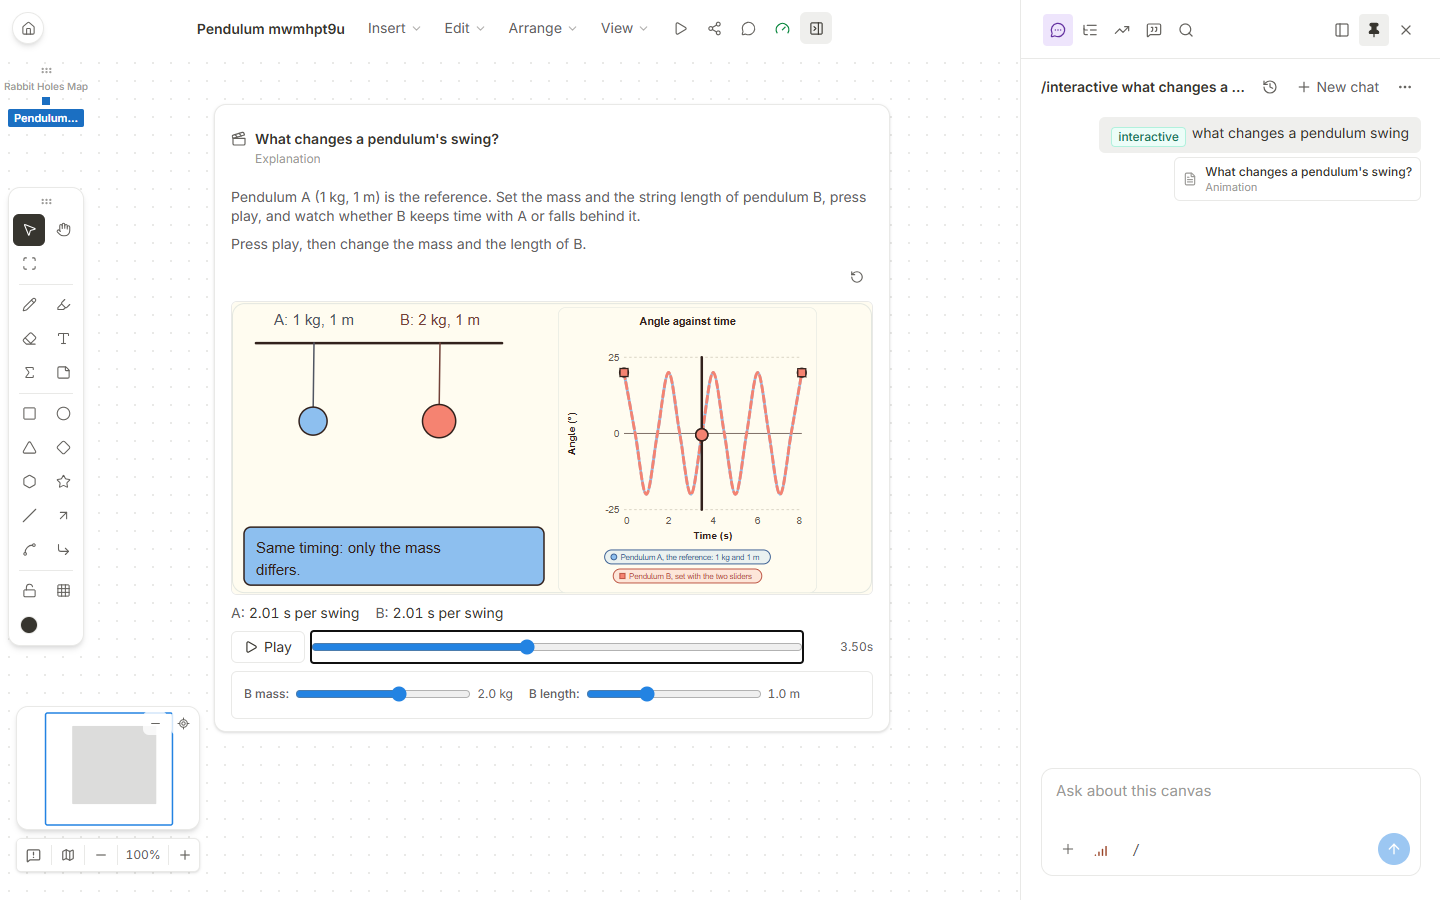 Pendulum mwmhpt9u
Insert
Edit
Arrange
View
Rabbit Holes Map
Pendulum...
What changes a pendulum's swing?
Explanation
Pendulum A (1 kg, 1 m) is the reference. Set the mass and the string length of pendulum B, press
play, and watch whether B keeps time with A or falls behind it.
Press play, then change the mass and the length of B.
A: 1 kg, 1 m
B: 2 kg, 1 m
Same timing: only the mass
differs.
Angle against time
25
0
-25
Angle (°)
0 2 4 6 8
Time (s)
Pendulum A, the reference: 1 kg and 1 m
Pendulum B, set with the two sliders
A: 2.01 s per swing B: 2.01 s per swing
Play
3.50s
B mass: 2.0 kg B length: 1.0 m
100%
/interactive what changes a ...
New chat
interactive what changes a pendulum swing
What changes a pendulum's swing?
Animation
Ask about this canvas
/